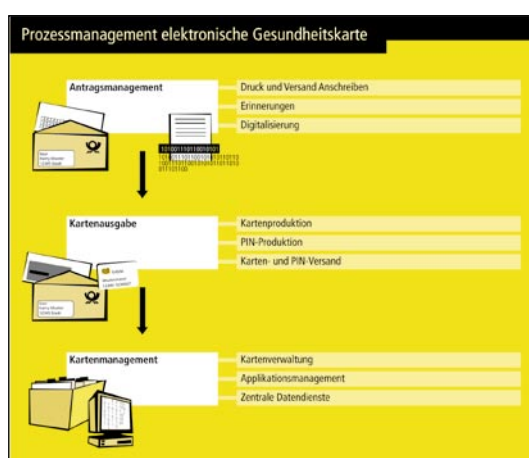 Prozessmanagement elektronische Gesundheitskarte
Antragsmanagement
Druck und Versand Anschreiben
Erinnerungen
Digitalisierung
Kartenausgabe
Kartenproduktion
PIN-Produktion
Karten- und PIN-Versand
Kartenmanagement
Kartenverwaltung
Applikationsmanagement
Zentrale Datendienste